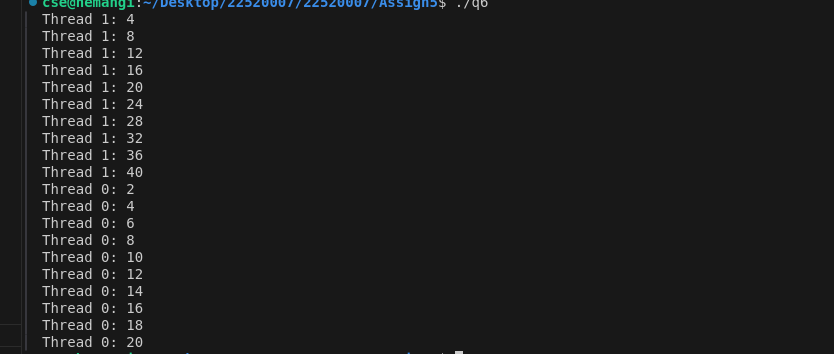 cse@hemangi:~/Desktop/22520007/22520007/Assign5$ ./q6
Thread 1: 4
Thread 1: 8
Thread 1: 12
Thread 1: 16
Thread 1: 20
Thread 1: 24
Thread 1: 28
Thread 1: 32
Thread 1: 36
Thread 1: 40
Thread 0: 2
Thread 0: 4
Thread 0: 6
Thread 0: 8
Thread 0: 10
Thread 0: 12
Thread 0: 14
Thread 0: 16
Thread 0: 18
Thread 0: 20